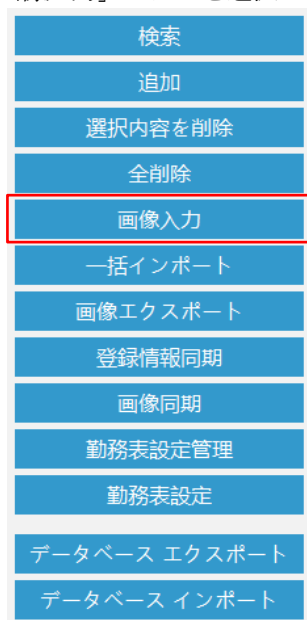 検索
追加
選択内容を削除
全削除
画像入力
一括インポート
画像エクスポート
登録情報同期
画像同期
勤務表設定管理
勤務表設定
データベース エクスポート
データベース インポート